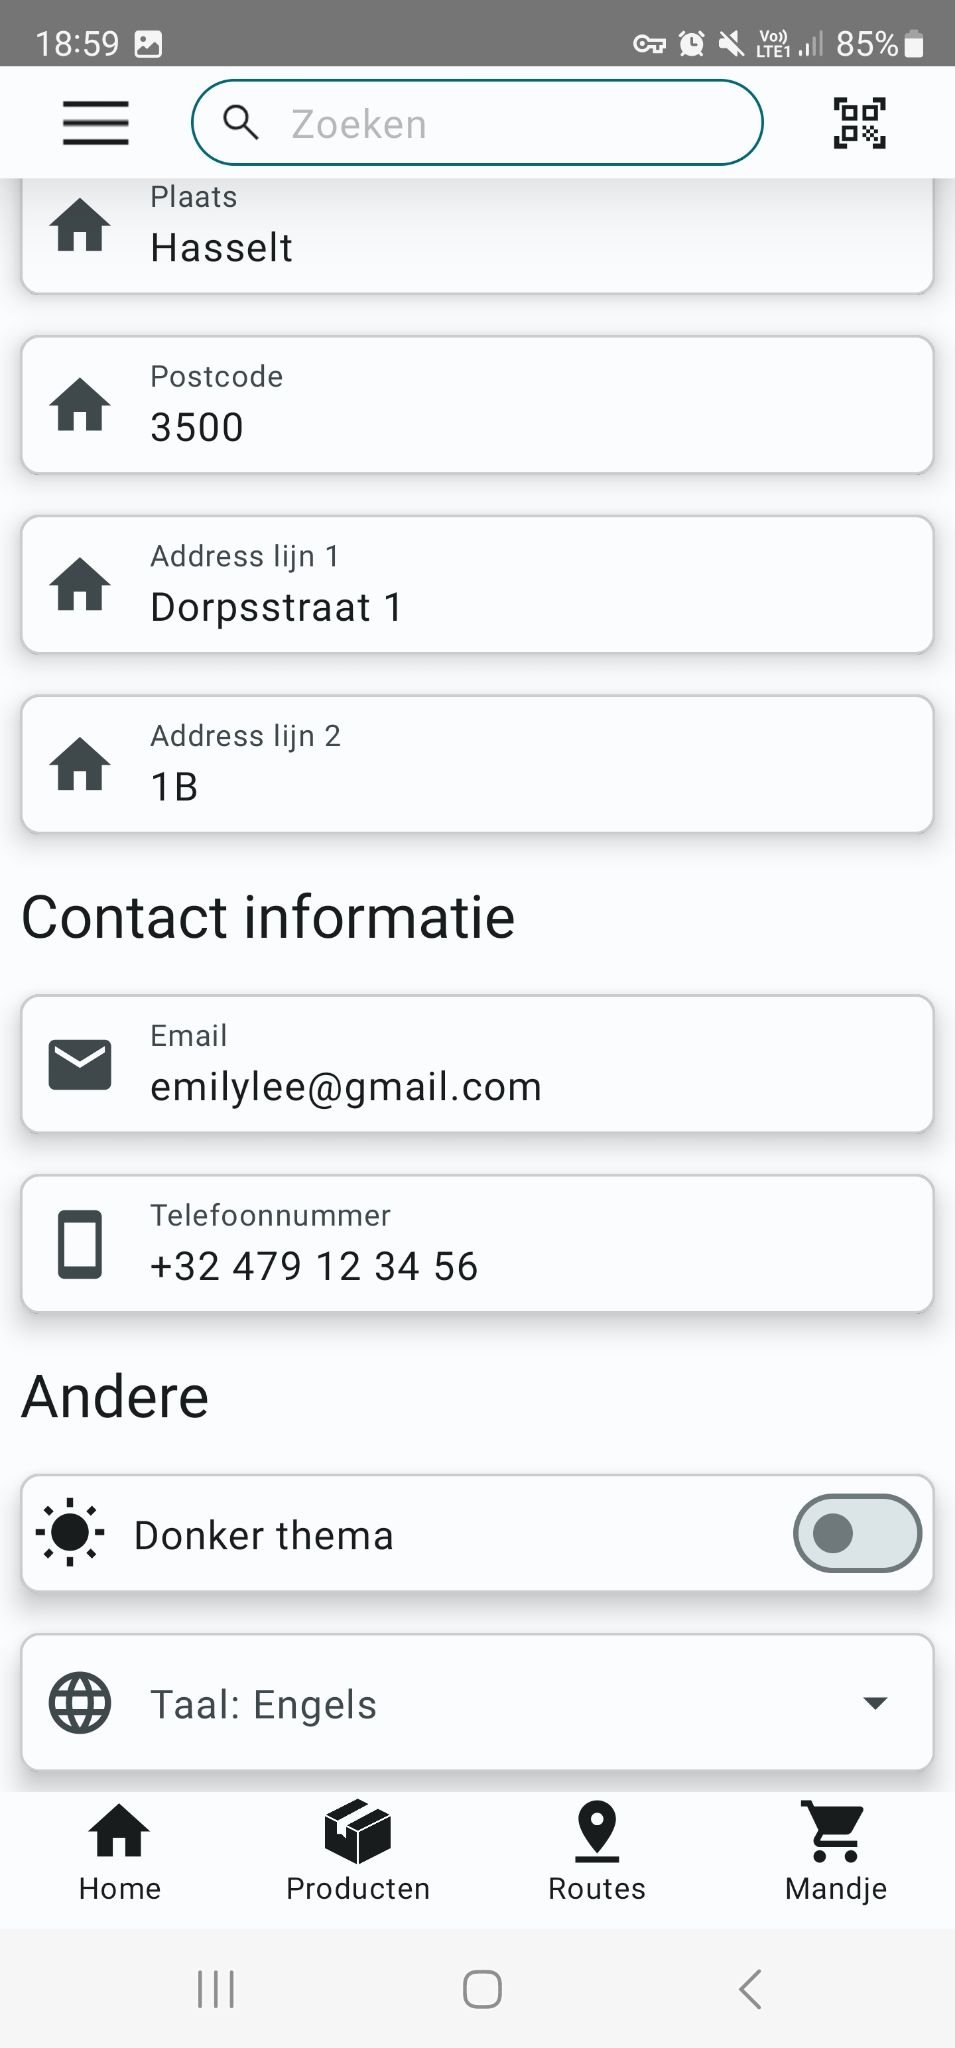 18:59
Vo))
LTE1
85%
Zoeken
Plaats
Hasselt
Postcode
3500
Address lijn 1
Dorpsstraat 1
Address lijn 2
1B
Contact informatie
Email
emilylee@gmail.com
Telefoonnummer
+32 479 12 34 56
Andere
Donker thema
Taal: Engels
Home
Producten
Routes
Mandje